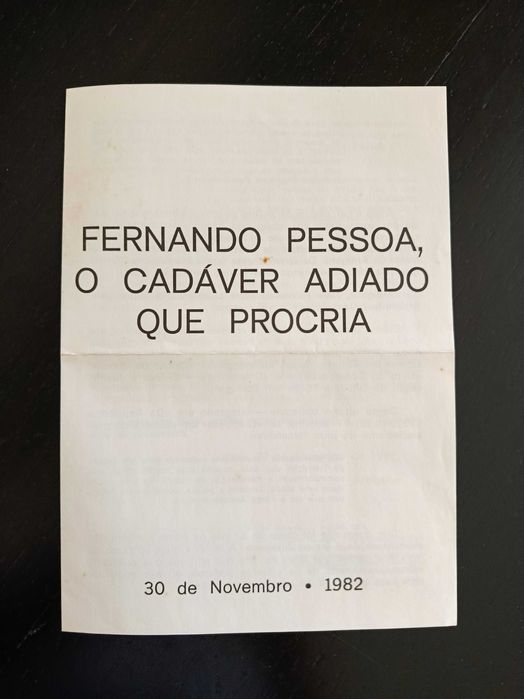 FERNANDO PESSOA,
O CADÁVER ADIADO
QUE PROCRIA
30 de Novembro • 1982